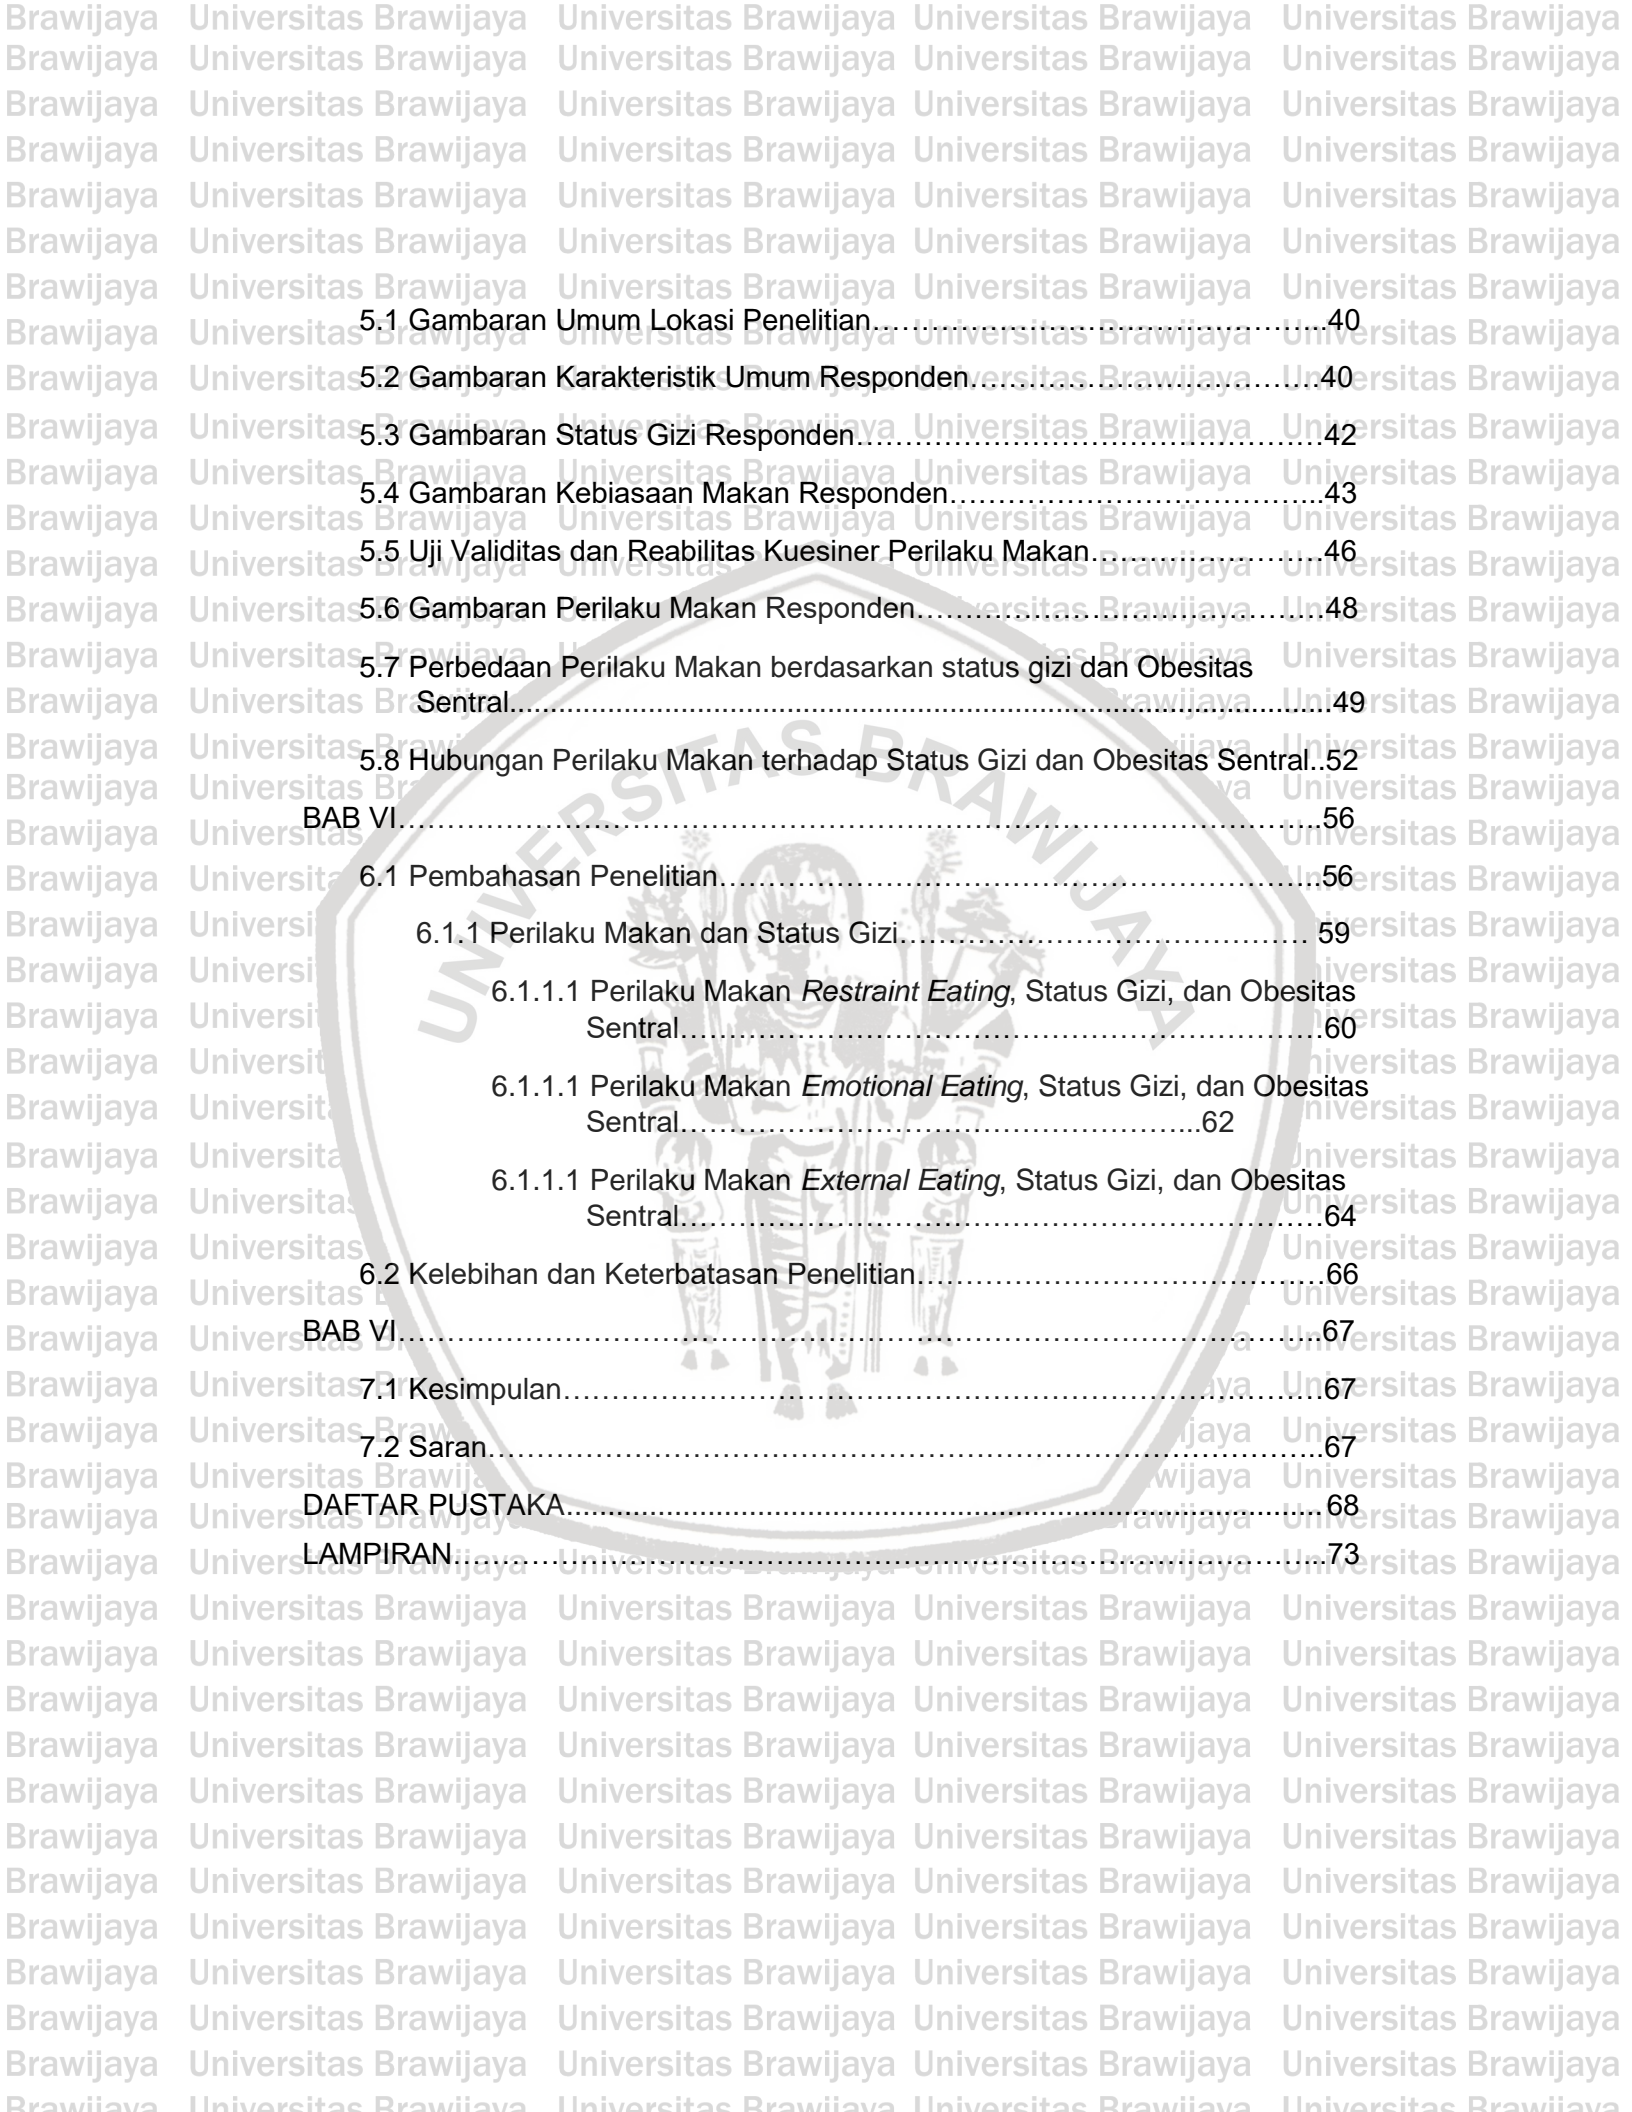 5.1 Gambaran Umum Lokasi Penelitian……………………………………….40
5.2 Gambaran Karakteristik Umum Responden……………………………..40
5.3 Gambaran Status Gizi Responden……………………………………….42
5.4 Gambaran Kebiasaan Makan Responden………………………………...43
5.5 Uji Validitas dan Reabilitas Kuesiner Perilaku Makan…………………...46
5.6 Gambaran Perilaku Makan Responden…………………………………..48
5.7 Perbedaan Perilaku Makan berdasarkan status gizi dan Obesitas
Sentral......................................................................................................49
5.8 Hubungan Perilaku Makan terhadap Status Gizi dan Obesitas Sentral..52
BAB VI…………………………………………………………………………………..56
6.1 Pembahasan Penelitian……………………………………………………..56
6.1.1 Perilaku Makan dan Status Gizi…………………………………… 59
6.1.1.1 Perilaku Makan Restraint Eating, Status Gizi, dan Obesitas
Sentral…………………………………………………………60
6.1.1.1 Perilaku Makan Emotional Eating, Status Gizi, dan Obesitas
Sentral……………………………………………...62
6.1.1.1 Perilaku Makan External Eating, Status Gizi, dan Obesitas
Sentral…………………………………………………………64
6.2 Kelebihan dan Keterbatasan Penelitian……………………………………66
BAB VI…………………………………………………………………………………..67
7.1 Kesimpulan……………………………………………………………………67
7.2 Saran…………………………………………………………………………..67
DAFTAR PUSTAKA............................................................................................68
LAMPIRAN……………………………………………………………………………...73
UNIVERSITAS BRAWIJAYA